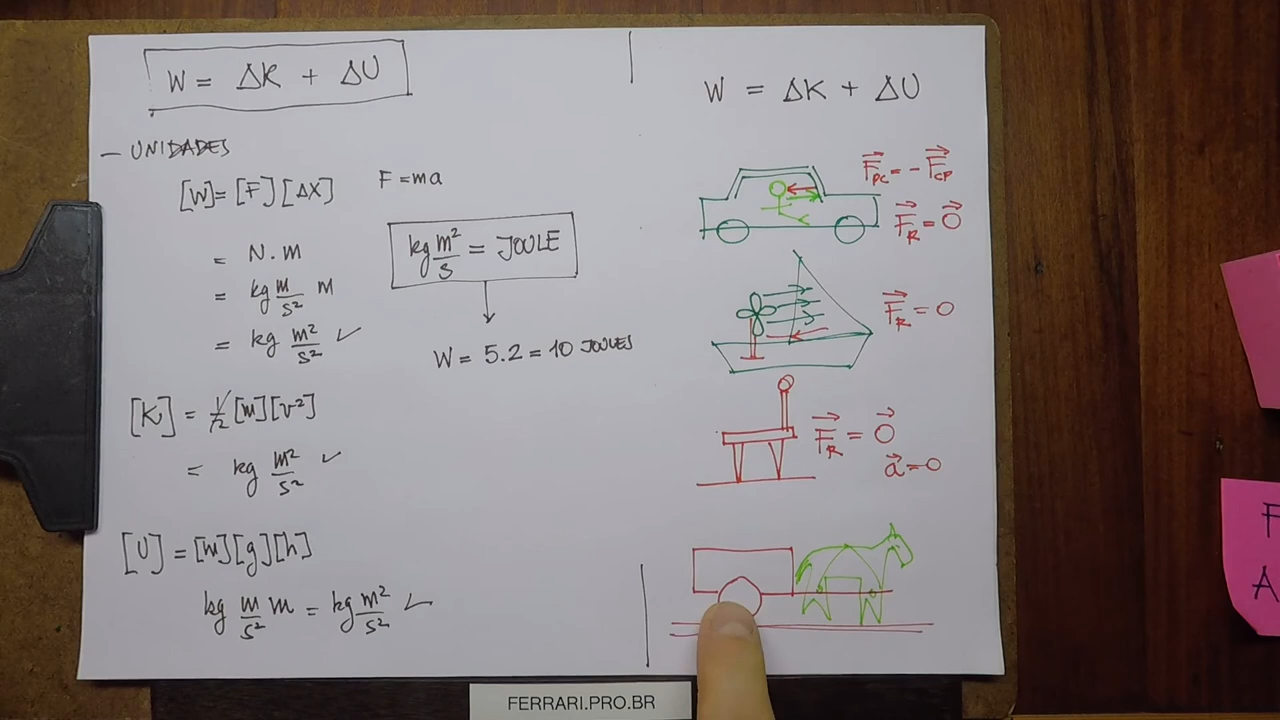 W = ΔK + ΔU
— UNIDADES
[W] = [F] [ΔX]
F = ma
= N.m
= kg m/s² m
= kg m²/s² ✓
kg m²/s = JOULE
W = 5.2 = 10 JOULES
[K] = 1/2 [m][v²]
= kg m²/s² ✓
[U] = [m][g][h]
kg m/s² m = kg m²/s² ✓
W = ΔK + ΔU
F⃗PC = - F⃗CP
F⃗R = 0⃗
F⃗R = 0
F⃗R = 0⃗
a⃗ = 0
F
A
FERRARI.PRO.BR